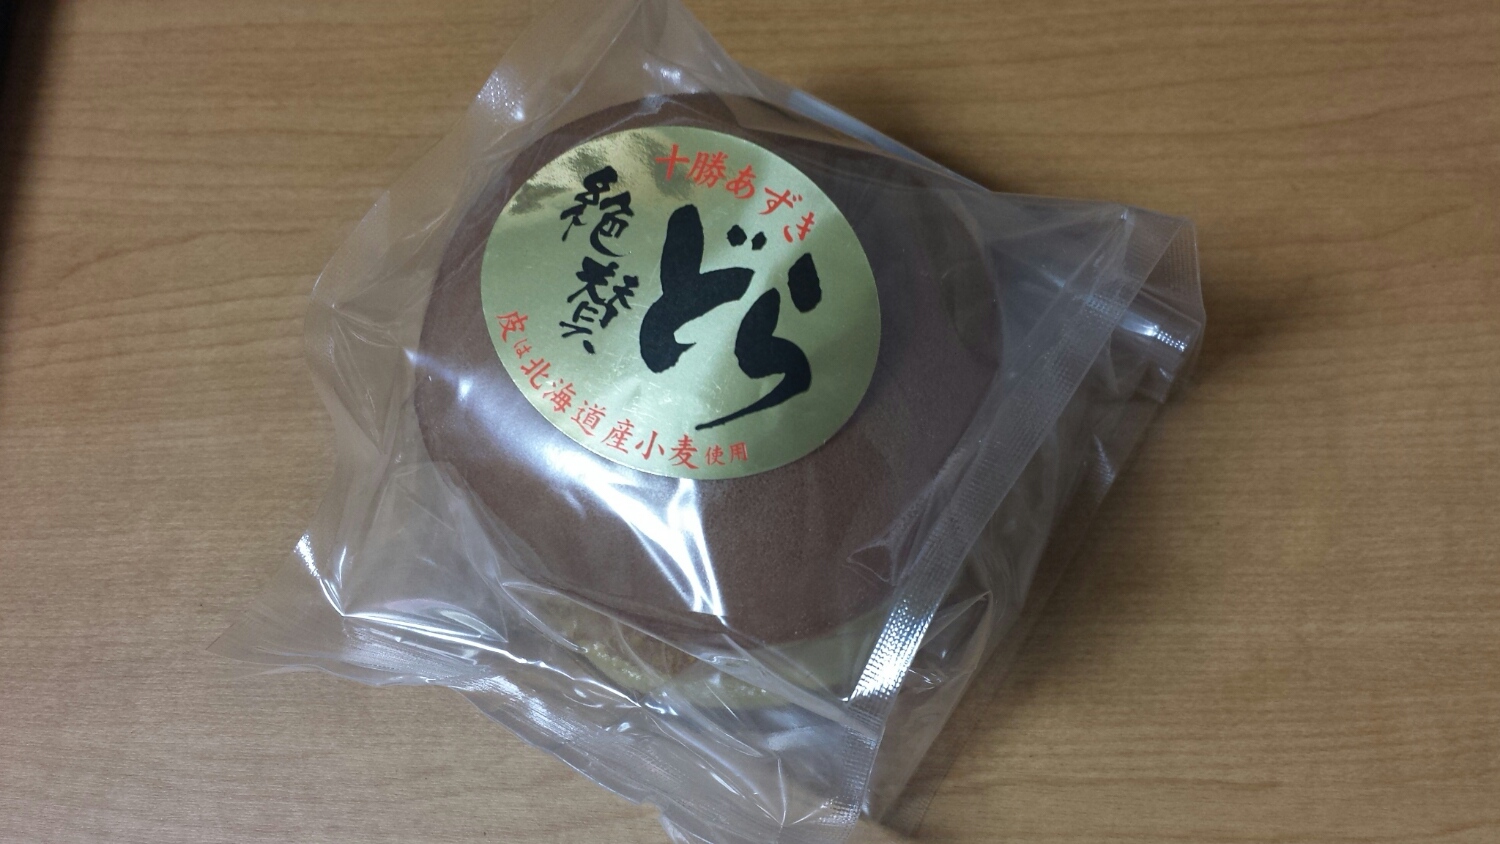 十勝あずき
どら
絶賛
皮は北海道産小麦使用